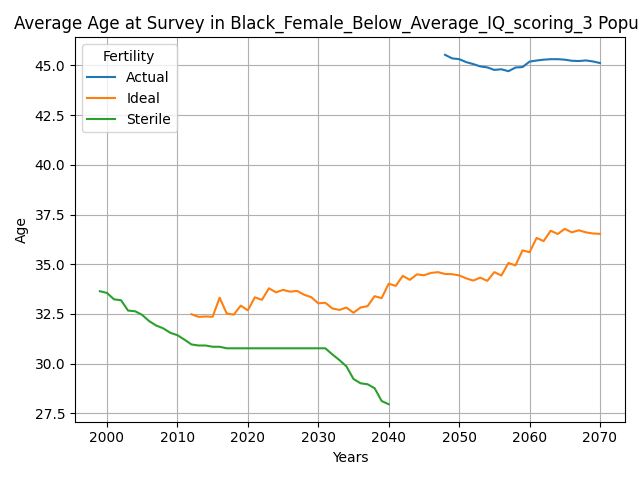 Average Age at Survey in Black_Female_Below_Average_IQ_scoring_3 Popu
Fertility
Actual
Ideal
Sterile
45.0
42.5
40.0
37.5
35.0
32.5
30.0
27.5
Age
2000 2010 2020 2030 2040 2050 2060 2070
Years